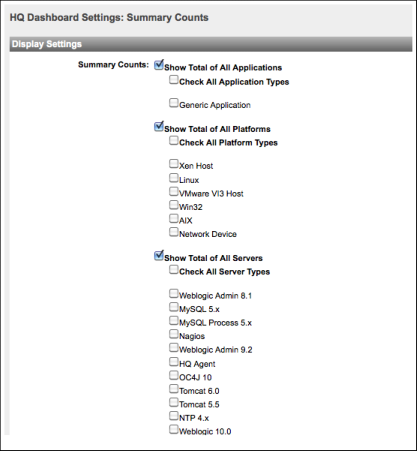 HQ Dashboard Settings: Summary Counts
Display Settings
Summary Counts: Show Total of All Applications
Check All Application Types
Generic Application
Show Total of All Platforms
Check All Platform Types
Xen Host
Linux
VMware VI3 Host
Win32
AIX
Network Device
Show Total of All Servers
Check All Server Types
Weblogic Admin 8.1
MySQL 5.x
MySQL Process 5.x
Nagios
Weblogic Admin 9.2
HQ Agent
OC4J 10
Tomcat 6.0
Tomcat 5.5
NTP 4.x
Weblogic 10.0